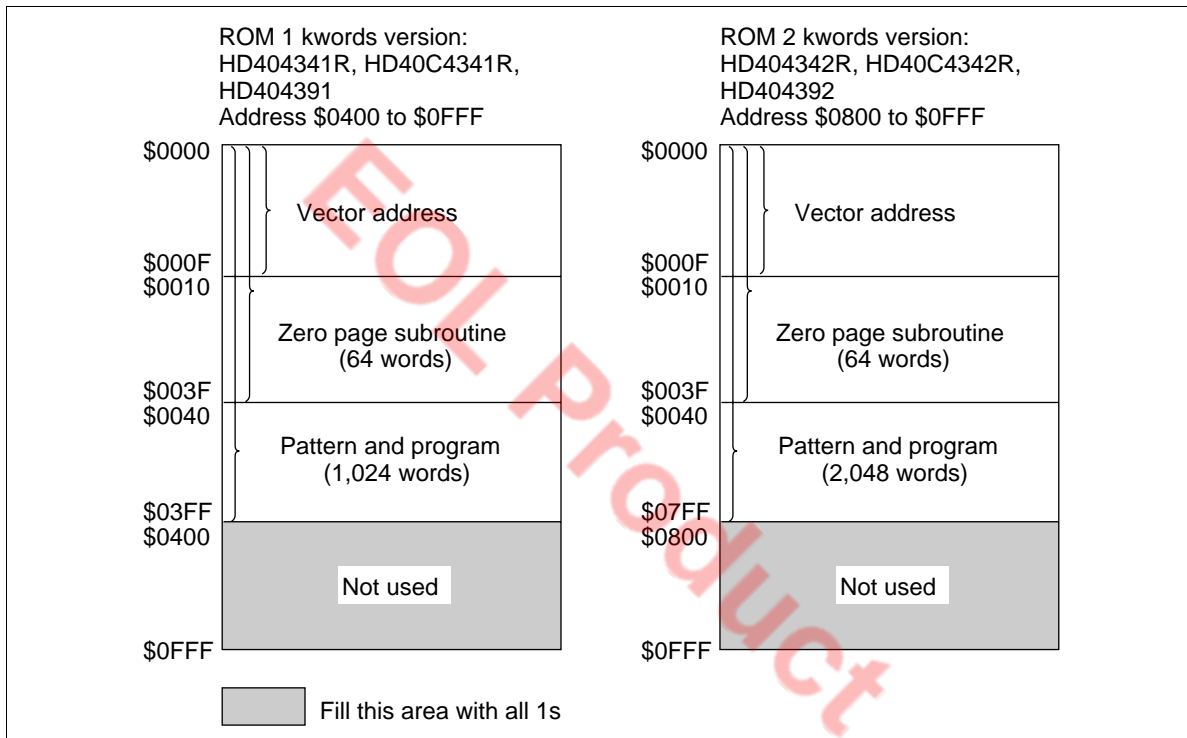 ROM 1 kwords version:
HD404341R, HD40C4341R,
HD404391
Address $0400 to $0FFF
$0000
Vector address
$000F
$0010
Zero page subroutine
(64 words)
$003F
$0040
Pattern and program
(1,024 words)
$03FF
$0400
Not used
$0FFF
ROM 2 kwords version:
HD404342R, HD40C4342R,
HD404392
Address $0800 to $0FFF
$0000
Vector address
$000F
$0010
Zero page subroutine
(64 words)
$003F
$0040
Pattern and program
(2,048 words)
$07FF
$0800
Not used
$0FFF
Fill this area with all 1s
EOL Product